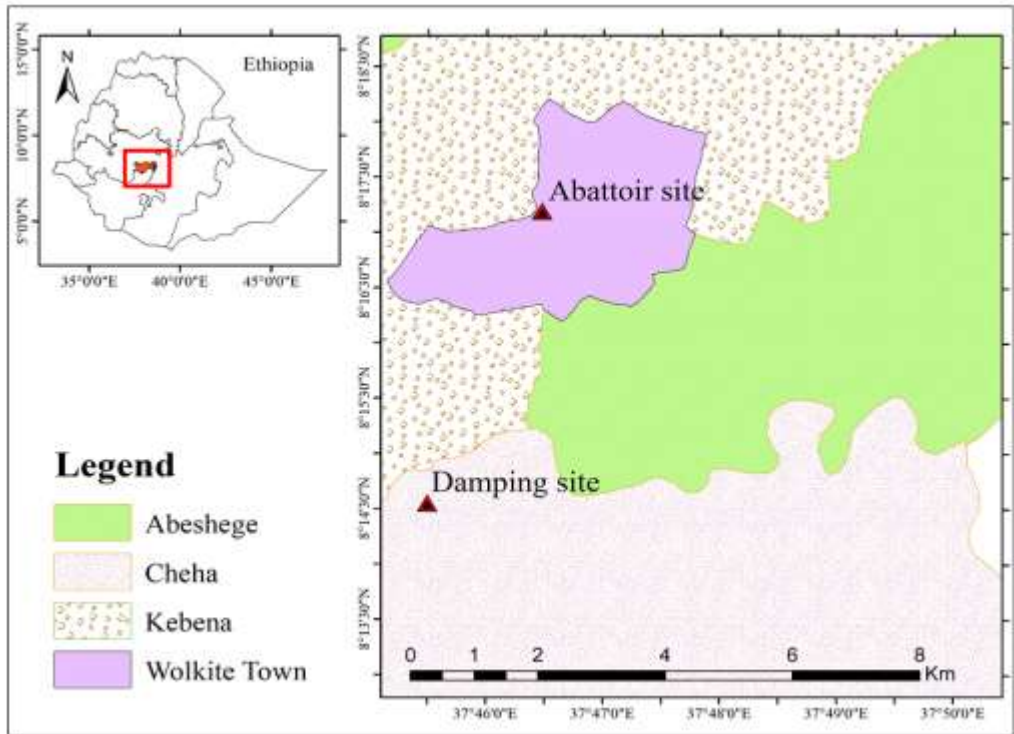 N
Ethiopia
15°0'0"N
10°0'0"N
5°0'0"N
35°0'0"E 40°0'0"E 45°0'0"E
Legend
Abeshege
Cheha
Kebena
Wolkite Town
8°18'30"N
8°17'30"N
8°16'30"N
8°15'30"N
8°14'30"N
8°13'30"N
Abattoir site
Damping site
0 1 2 4 6 8
Km
37°46'0"E 37°47'0"E 37°48'0"E 37°49'0"E 37°50'0"E